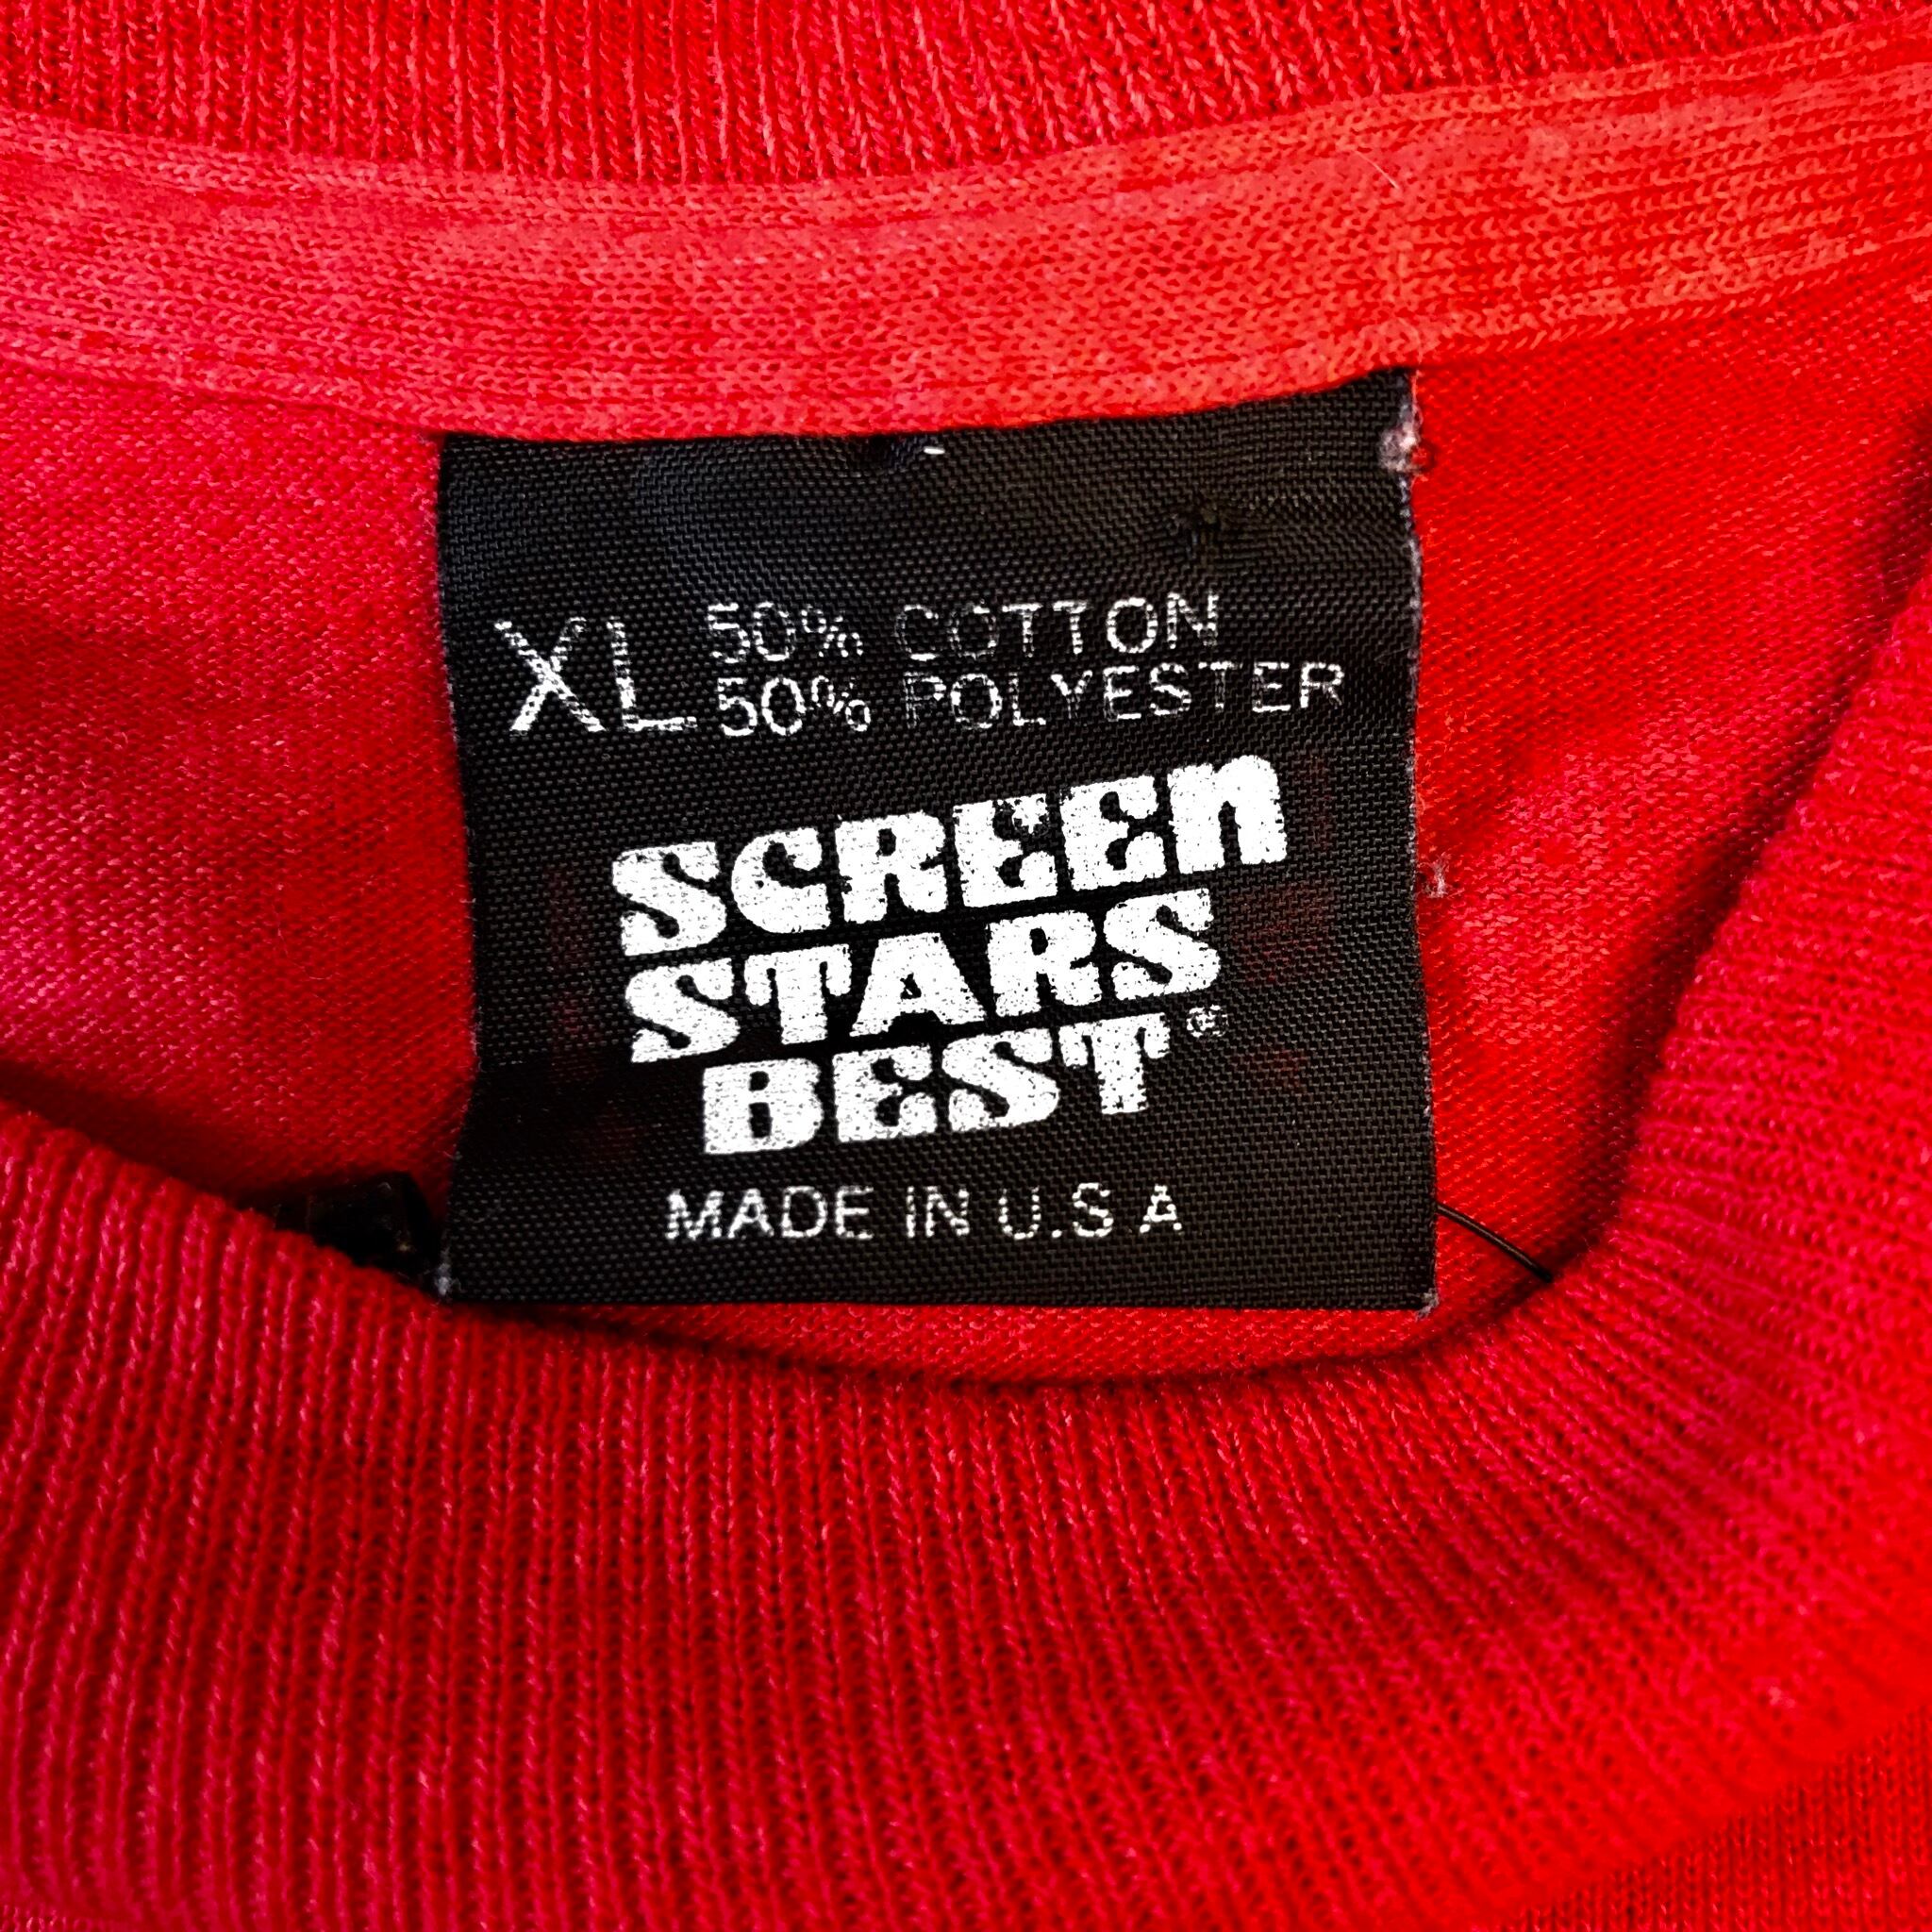 XL 50% COTTON
50% POLYESTER
SCREEN
STARS
BEST®
MADE IN U.S A